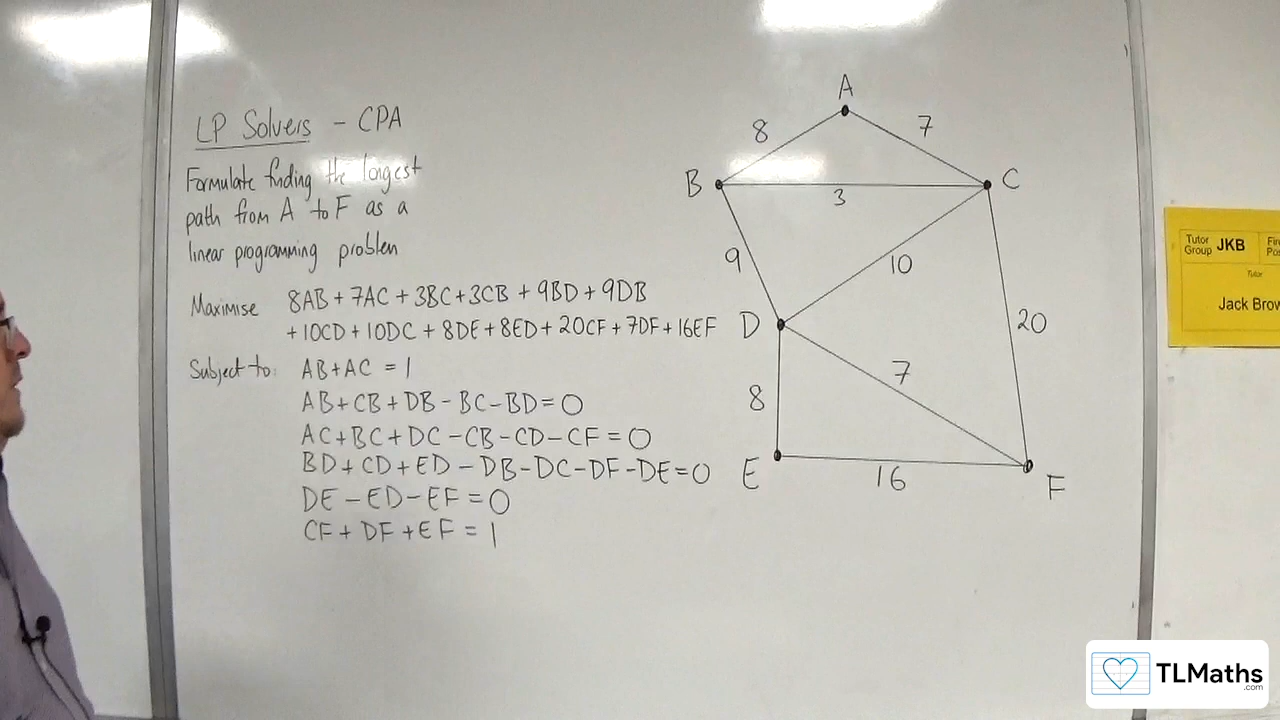 LP Solvers - CPA
Formulate finding the longest
path from A to F as a
linear programming problem
Maximise 8AB + 7AC + 3BC + 3CB + 9BD + 9DB
+ 10CD + 10DC + 8DE + 8ED + 20CF + 7DF + 16EF
Subject to: AB + AC = 1
AB + CB + DB - BC - BD = 0
AC + BC + DC - CB - CD - CF = 0
BD + CD + ED - DB - DC - DF - DE = 0
DE - ED - EF = 0
CF + DF + EF = 1
A
8
7
B
C
3
9
10
D
20
7
8
E
16
F
Tutor
Group JKB
Tutor
Jack
TLMaths
.com